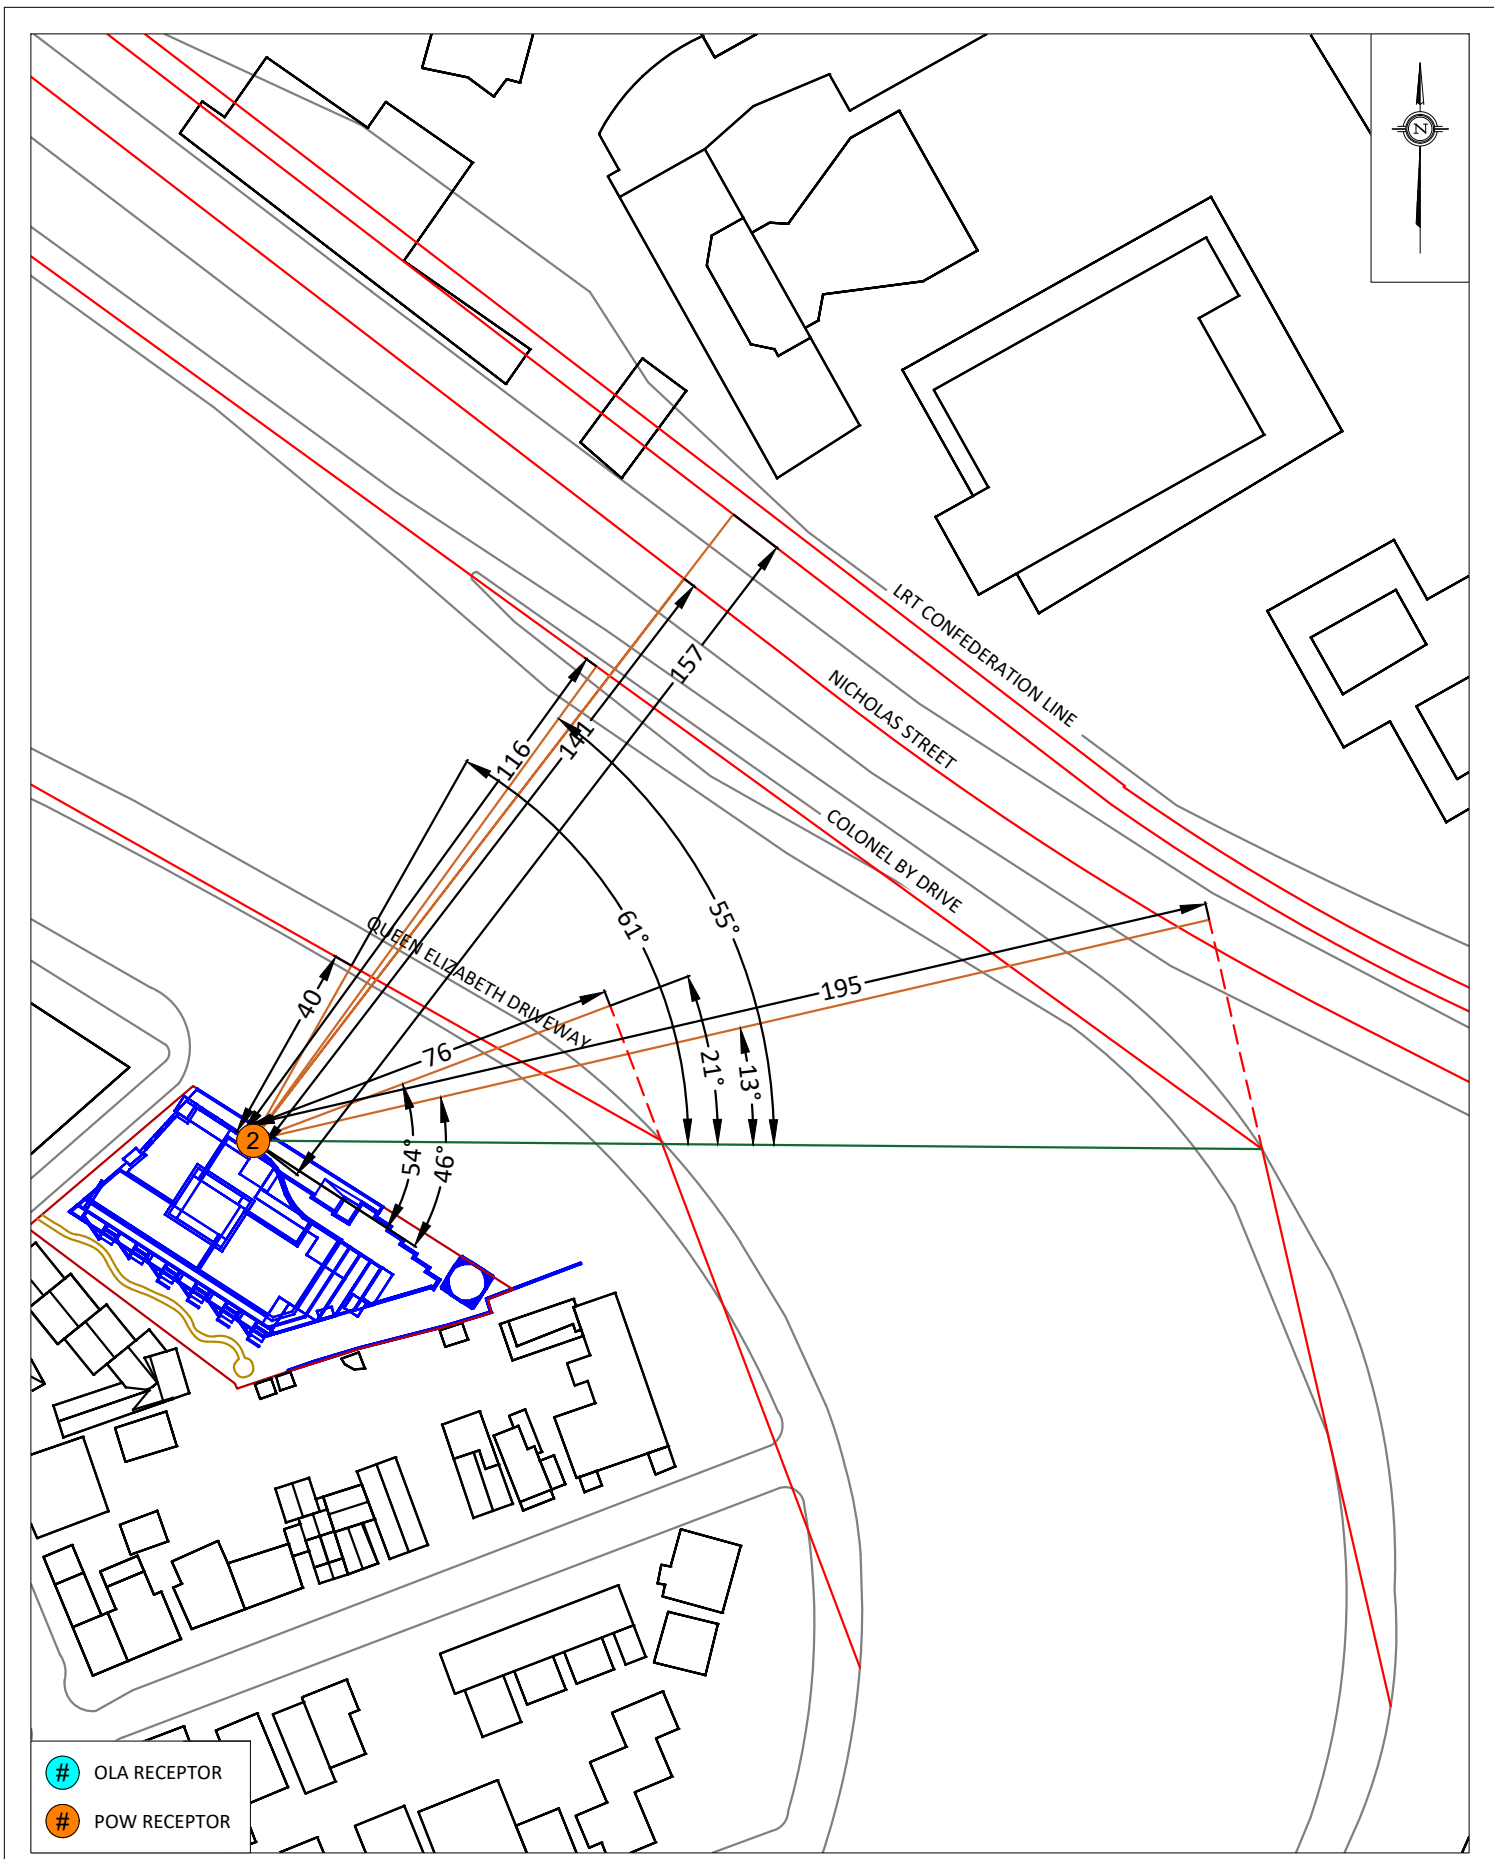 N
LRT CONFEDERATION LINE
157
NICHOLAS STREET
141
116
COLONEL BY DRIVE
61°
55°
QUEEN ELIZABETH DRIVEWAY
195
40
76
21°
13°
2
54°
46°
# OLA RECEPTOR
# POW RECEPTOR